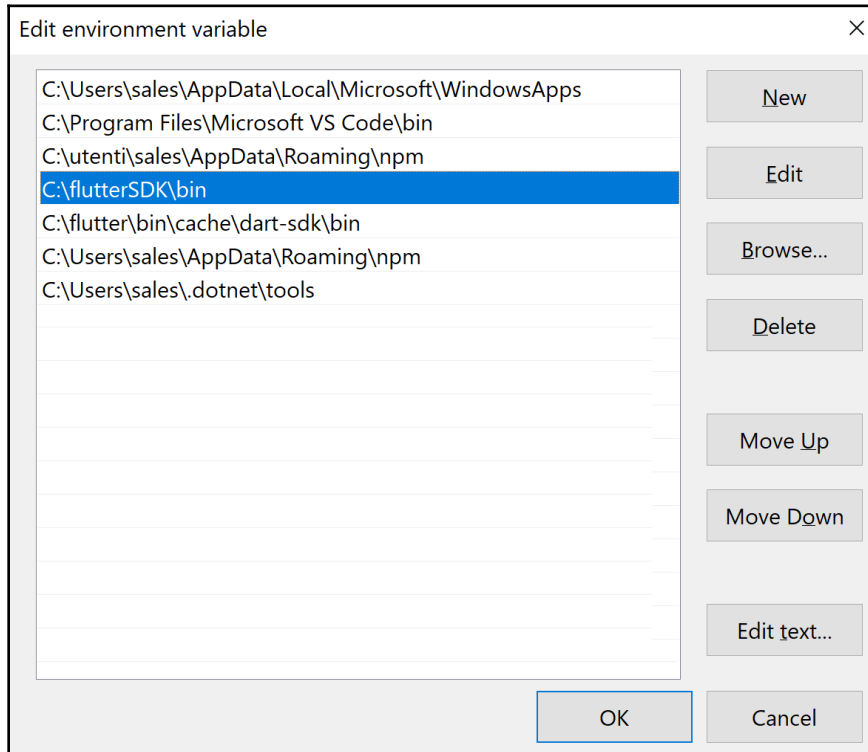 Edit environment variable
C:\Users\sales\AppData\Local\Microsoft\WindowsApps
C:\Program Files\Microsoft VS Code\bin
C:\utenti\sales\AppData\Roaming\npm
C:\flutterSDK\bin
C:\flutter\bin\cache\dart-sdk\bin
C:\Users\sales\AppData\Roaming\npm
C:\Users\sales\.dotnet\tools
New
Edit
Browse...
Delete
Move Up
Move Down
Edit text...
OK
Cancel